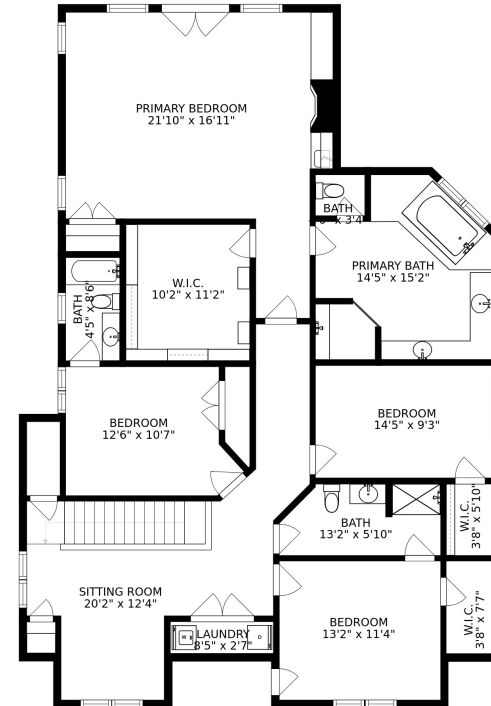 PRIMARY BEDROOM
21'10" x 16'11"
BATH
x 3'4"
PRIMARY BATH
14'5" x 15'2"
W.I.C.
10'2" x 11'2"
BATH
4'5" x 8'6"
BEDROOM
12'6" x 10'7"
BEDROOM
14'5" x 9'3"
BATH
13'2" x 5'10"
W.I.C.
3'8" x 5'10"
SITTING ROOM
20'2" x 12'4"
LAUNDRY
8'5" x 2'7"
W
D
BEDROOM
13'2" x 11'4"
W.I.C.
3'8" x 7'7"